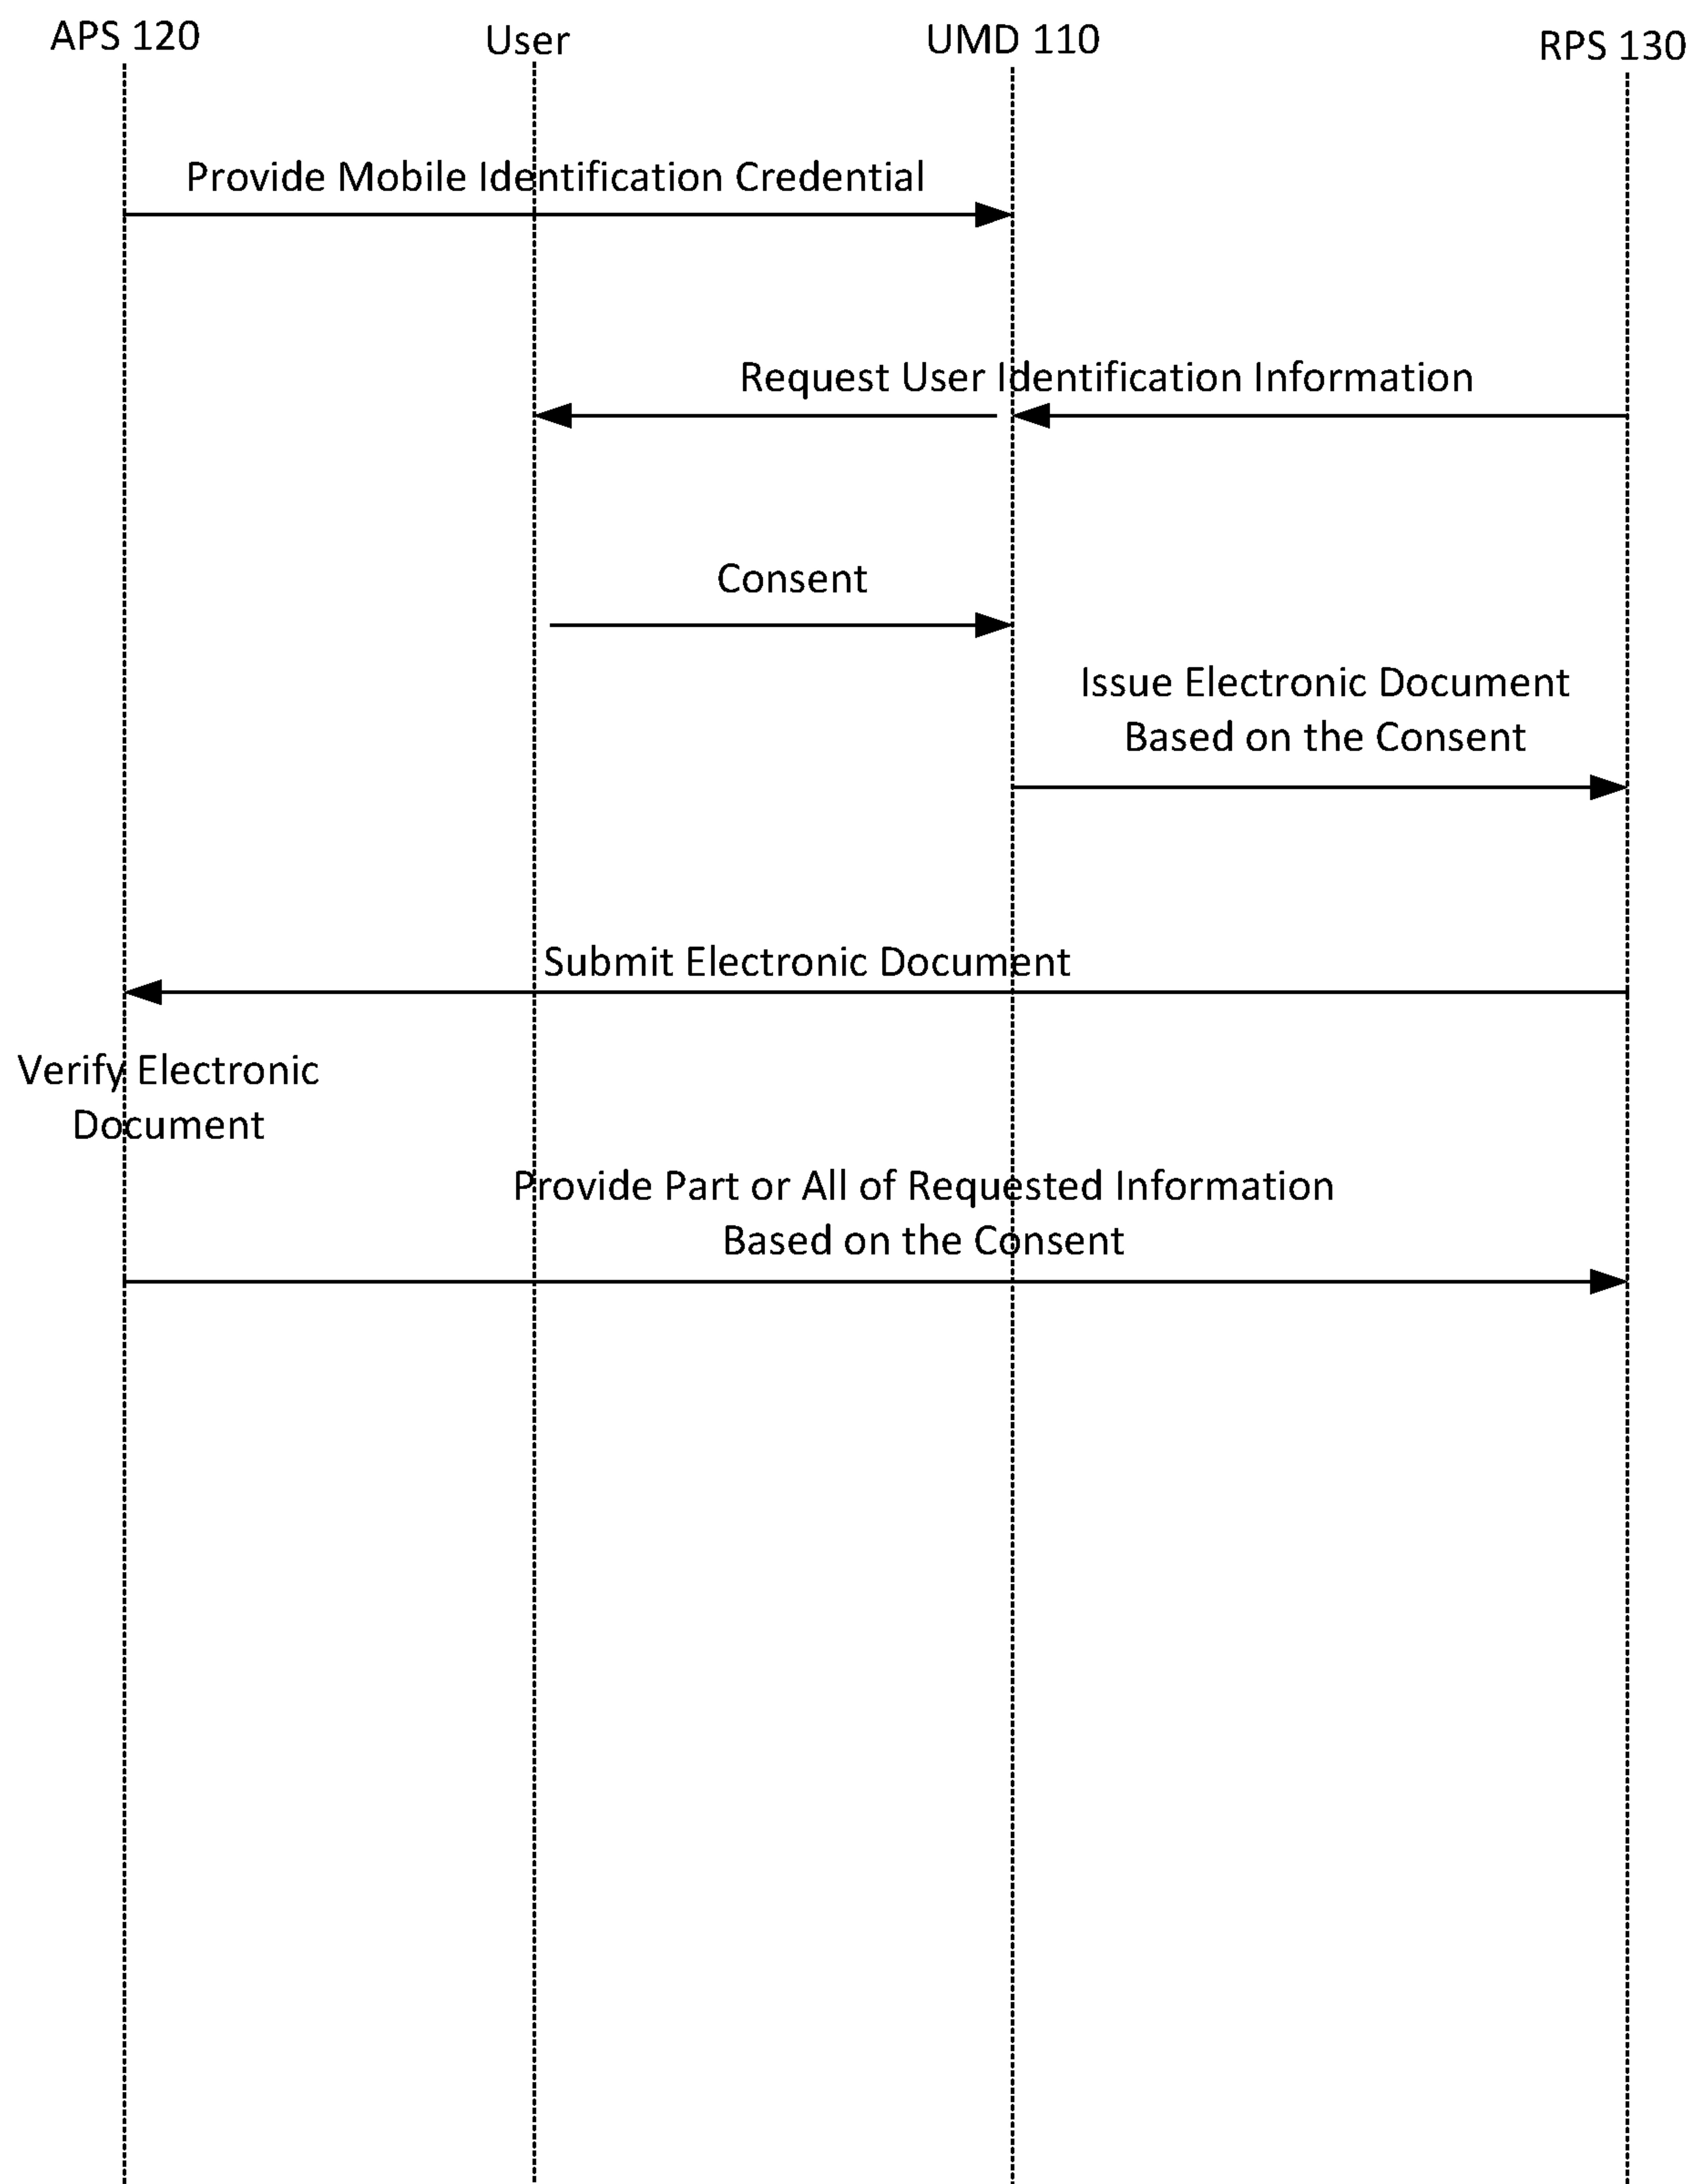 APS 120
User
UMD 110
RPS 130
Provide Mobile Identification Credential
Request User Identification Information
Consent
Issue Electronic Document
Based on the Consent
Submit Electronic Document
Verify Electronic
Document
Provide Part or All of Requested Information
Based on the Consent